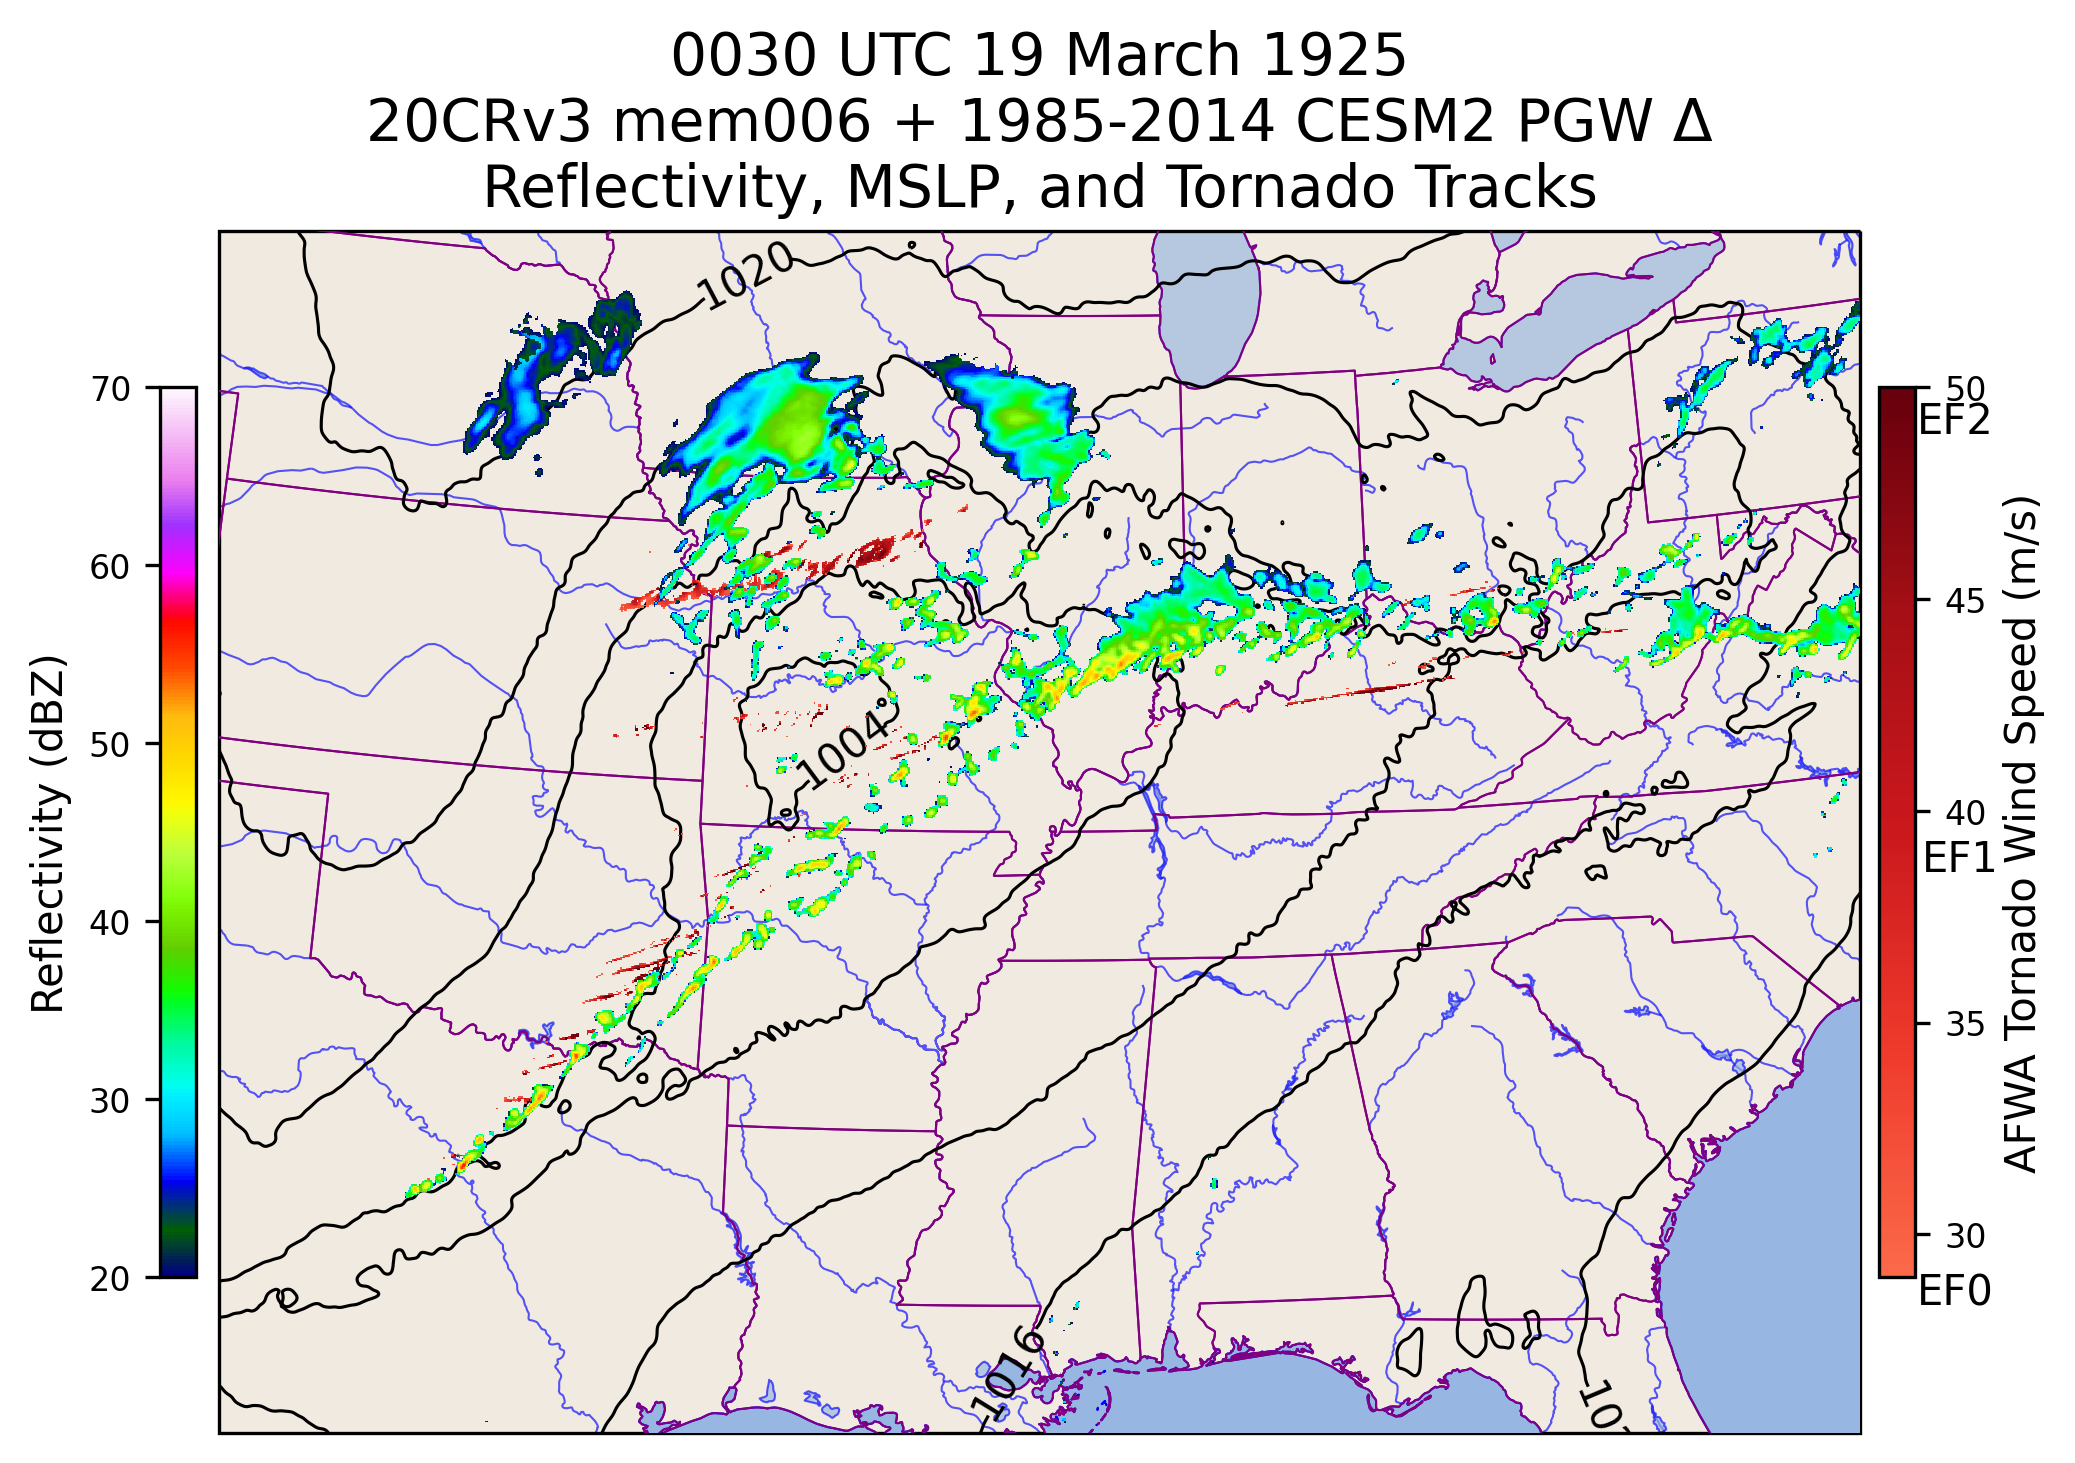 0030 UTC 19 March 1925
20CRv3 mem006 + 1985-2014 CESM2 PGW Δ
Reflectivity, MSLP, and Tornado Tracks
Reflectivity (dBZ)
70
60
50
40
30
20
1020
1004
1016
50
EF2
45
40
EF1
35
30
EF0
AFWA Tornado Wind Speed (m/s)